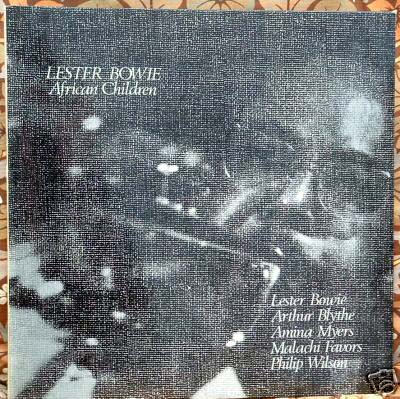 LESTER BOWIE
African Children
Lester Bowie
Arthur Blythe
Amina Myers
Malachi Favors
Philip Wilson